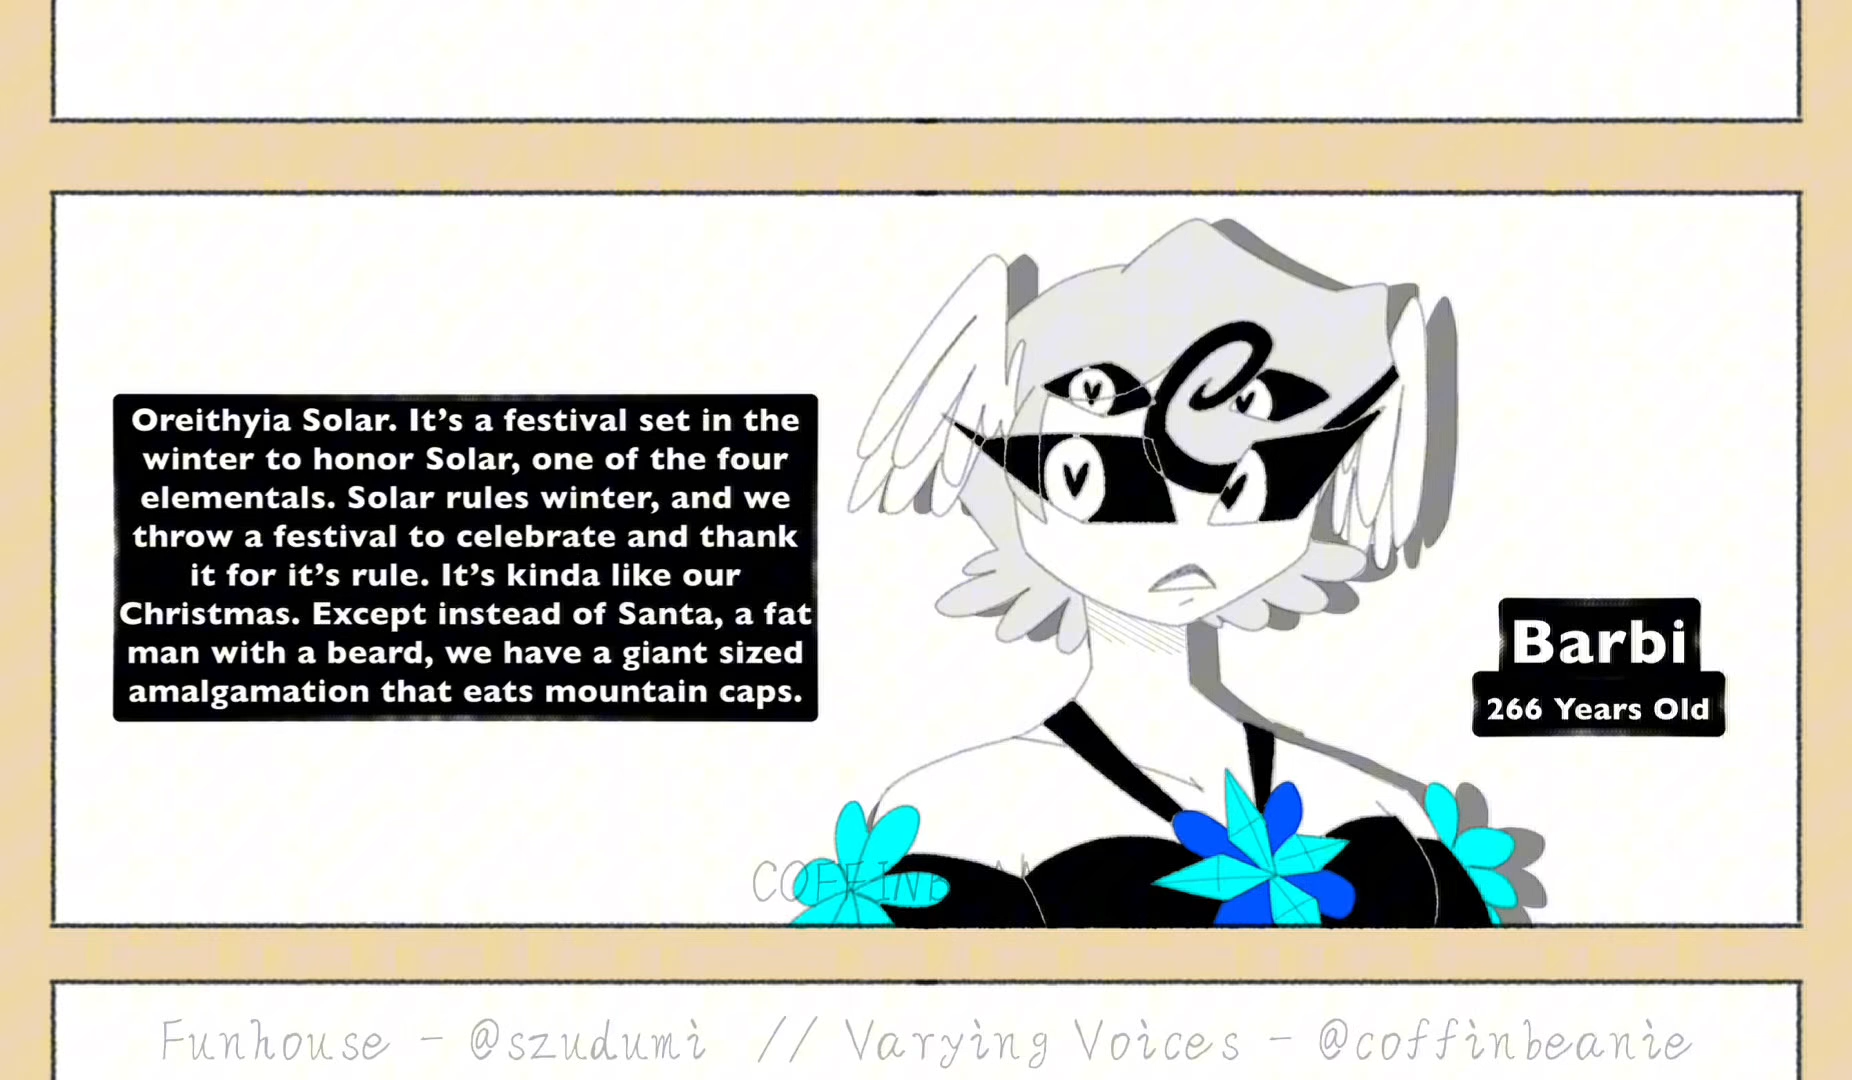 Oreithyia Solar. It’s a festival set in the
winter to honor Solar, one of the four
elementals. Solar rules winter, and we
throw a festival to celebrate and thank
it for it’s rule. It’s kinda like our
Christmas. Except instead of Santa, a fat
man with a beard, we have a giant sized
amalgamation that eats mountain caps.
Barbi
266 Years Old
Funhouse - @szudumi // Varying Voices - @coffinbeanie